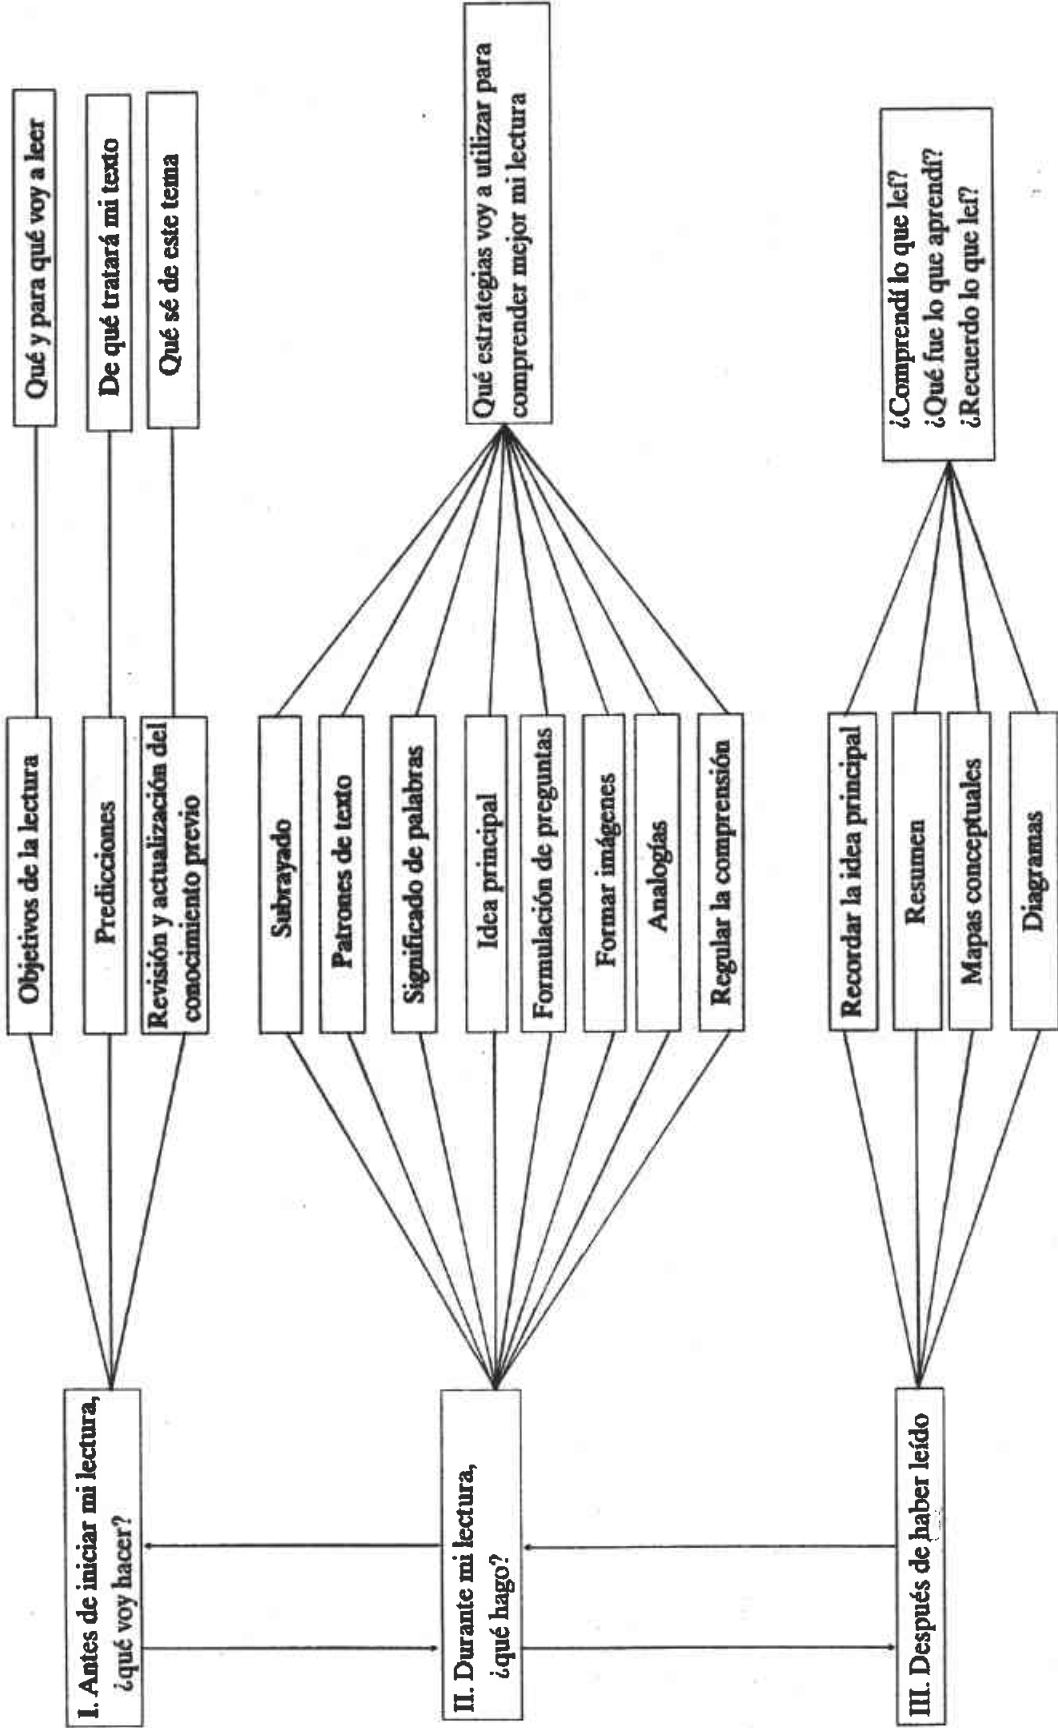 I. Antes de iniciar mi lectura,
¿qué voy hacer?
Objetivos de la lectura
Qué y para qué voy a leer
Predicciones
De qué tratará mi texto
Revisión y actualización del
conocimiento previo
Qué sé de este tema
II. Durante mi lectura,
¿qué hago?
Subrayado
Patrones de texto
Significado de palabras
Idea principal
Formulación de preguntas
Formar imágenes
Analogías
Regular la comprensión
Qué estrategias voy a utilizar para
comprender mejor mi lectura
III. Después de haber leído
Recordar la idea principal
Resumen
Mapas conceptuales
Diagramas
¿Comprendí lo que leí?
¿Qué fue lo que aprendí?
¿Recuerdo lo que leí?